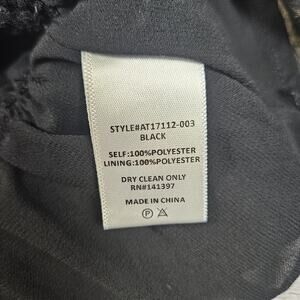 STYLE#AT17112-003
BLACK
SELF:100%POLYESTER
LINING:100%POLYESTER
DRY CLEAN ONLY
RN#141397
MADE IN CHINA
P